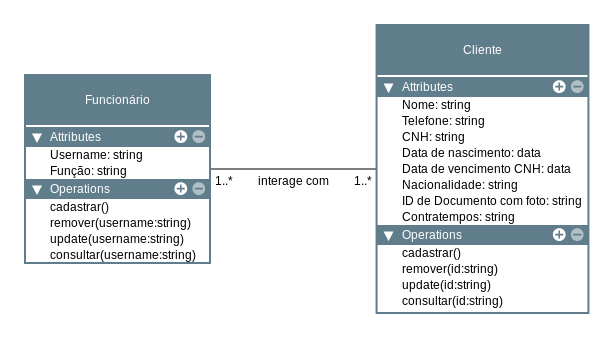 Funcionário
Attributes
Username: string
Função: string
Operations
cadastrar()
remover(username:string)
update(username:string)
consultar(username:string)
1..* interage com 1..*
Cliente
Attributes
Nome: string
Telefone: string
CNH: string
Data de nascimento: data
Data de vencimento CNH: data
Nacionalidade: string
ID de Documento com foto: string
Contratempos: string
Operations
cadastrar()
remover(id:string)
update(id:string)
consultar(id:string)